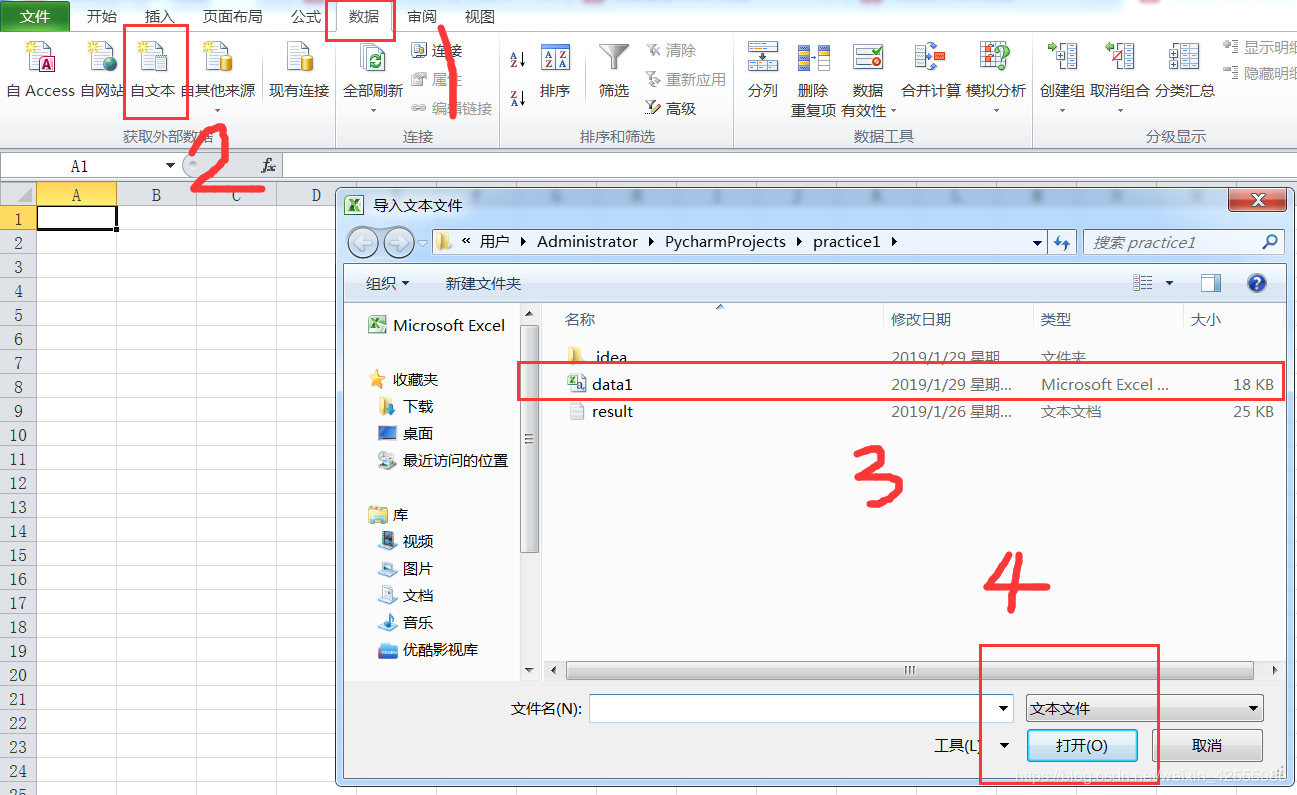 文件 开始 插入 页面布局 公式 数据 审阅 视图
1
自 Access 自网站 自文本 自其他来源 现有连接 全部刷新 连接 属性 编辑链接 排序 筛选 清除 重新应用 高级 分列 删除重复项 数据有效性 合并计算 模拟分析 创建组 取消组合 分类汇总 显示明细 隐藏明细
获取外部数据 连接 排序和筛选 数据工具 分级显示
2
A1 fx
A B C D
导入文本文件
« 用户 Administrator PycharmProjects practice1 搜索 practice1
组织 新建文件夹
Microsoft Excel
收藏夹
下载
桌面
最近访问的位置
库
视频
图片
文档
音乐
优酷影视库
名称 修改日期 类型 大小
.idea 2019/1/29 星期... 文件夹
data1 2019/1/29 星期... Microsoft Excel ... 18 KB
result 2019/1/26 星期... 文本文档 25 KB
3
4
文件名(N): 文本文件
工具(L) 打开(O) 取消
1
2
3
4
5
6
7
8
9
10
11
12
13
14
15
16
17
18
19
20
21
22
23
24
25